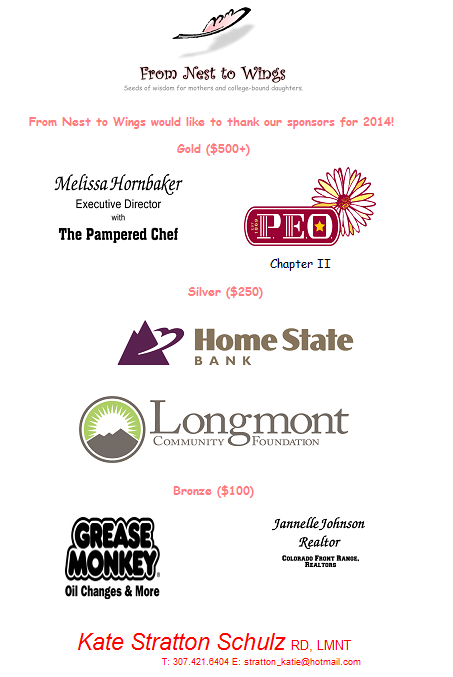 From Nest to Wings
Seeds of wisdom for mothers and college-bound daughters.
From Nest to Wings would like to thank our sponsors for 2014!
Gold ($500+)
Melissa Hornbaker
Executive Director
with
The Pampered Chef
EST 1869
PEO
Chapter II
Silver ($250)
Home State
BANK
Longmont
COMMUNITY FOUNDATION
Bronze ($100)
GREASE
MONKEY®
Oil Changes & More
Jannelle Johnson
Realtor
COLORADO FRONT RANGE,
REALTORS
Kate Stratton Schulz RD, LMNT
T: 307.421.6404 E: stratton_katie@hotmail.com